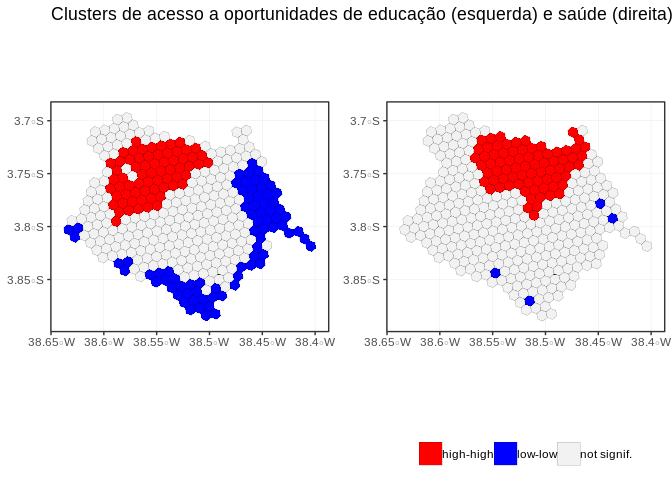 Clusters de acesso a oportunidades de educação (esquerda) e saúde (direita)
3.7°S
3.75°S
3.8°S
3.85°S
38.65°W 38.6°W 38.55°W 38.5°W 38.45°W 38.4°W
3.7°S
3.75°S
3.8°S
3.85°S
38.65°W 38.6°W 38.55°W 38.5°W 38.45°W 38.4°W
high-high low-low not signif.